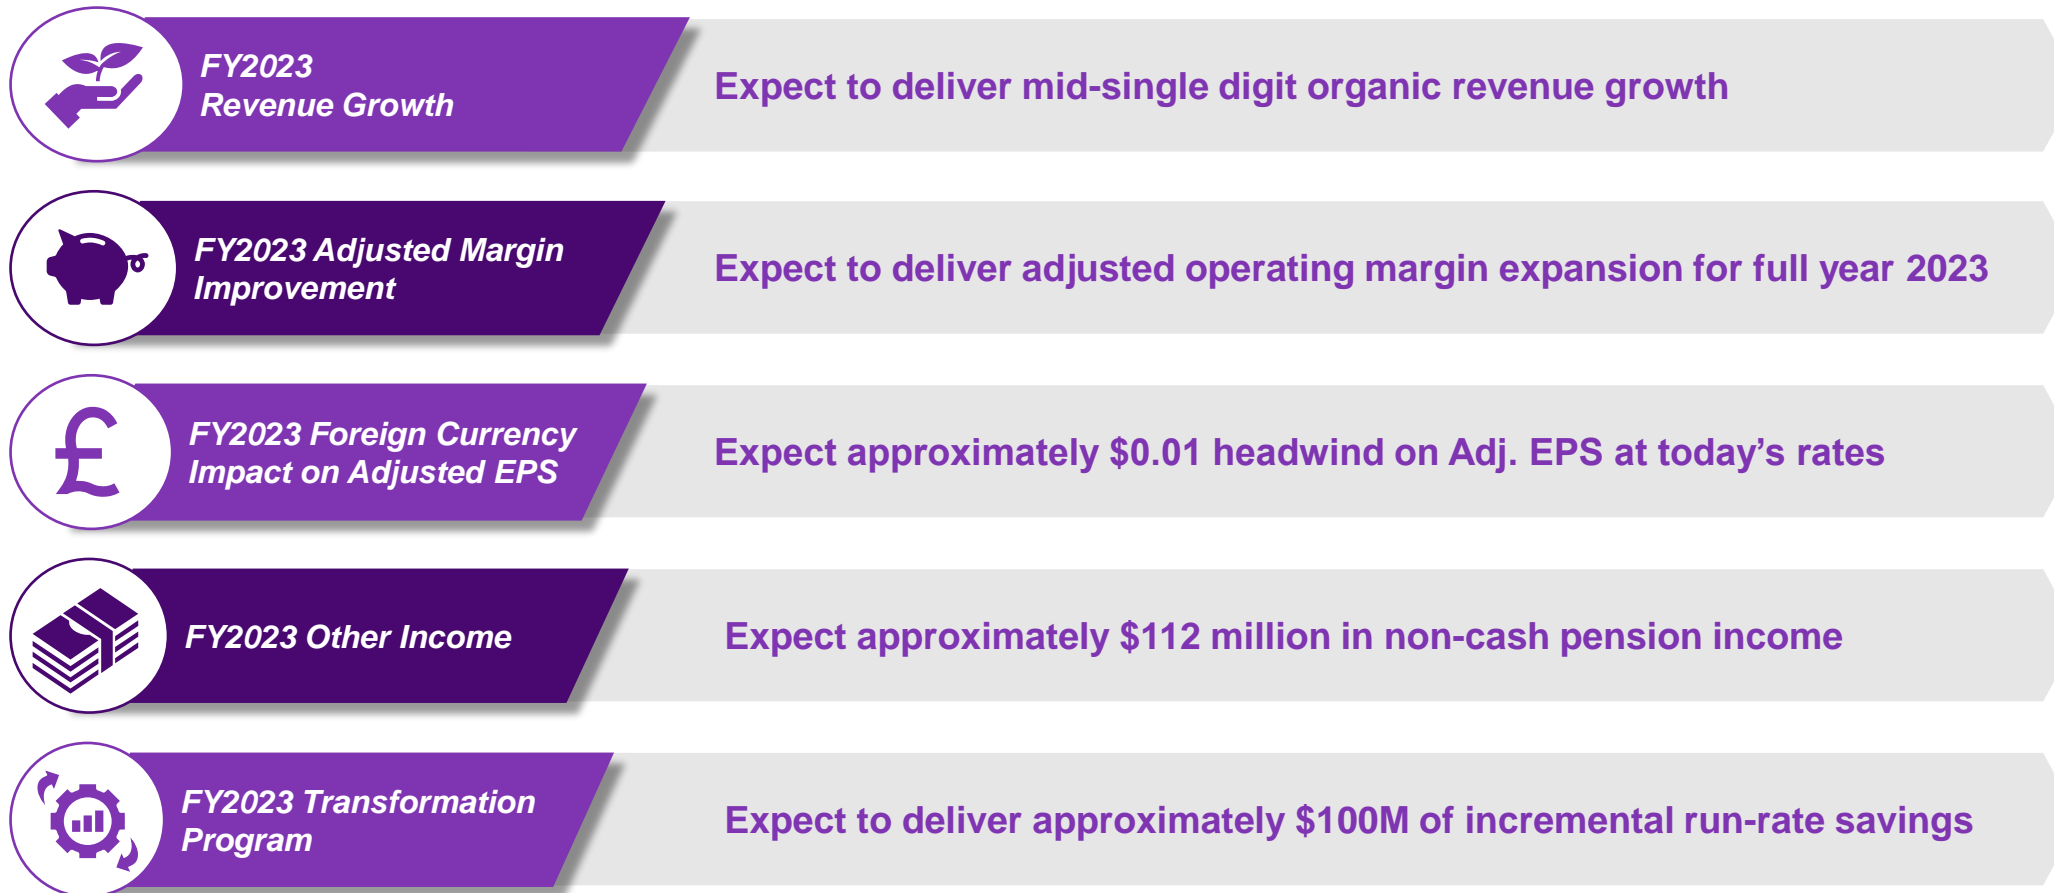 FY2023
Revenue Growth
Expect to deliver mid-single digit organic revenue growth
FY2023 Adjusted Margin
Improvement
Expect to deliver adjusted operating margin expansion for full year 2023
£
FY2023 Foreign Currency
Impact on Adjusted EPS
Expect approximately $0.01 headwind on Adj. EPS at today’s rates
FY2023 Other Income
Expect approximately $112 million in non-cash pension income
FY2023 Transformation
Program
Expect to deliver approximately $100M of incremental run-rate savings